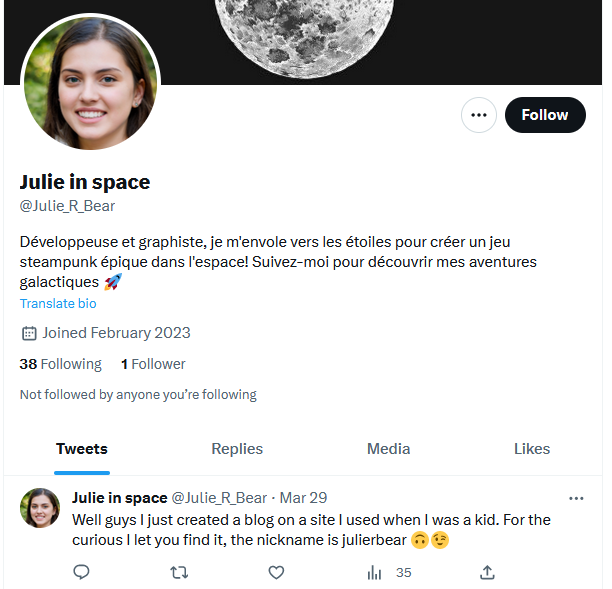 Follow
Julie in space
@Julie_R_Bear
Développeuse et graphiste, je m'envole vers les étoiles pour créer un jeu
steampunk épique dans l'espace! Suivez-moi pour découvrir mes aventures
galactiques 🚀
Translate bio
Joined February 2023
38 Following 1 Follower
Not followed by anyone you're following
Tweets Replies Media Likes
Julie in space @Julie_R_Bear · Mar 29
Well guys I just created a blog on a site I used when I was a kid. For the
curious I let you find it, the nickname is julierbear 🙃😉
35